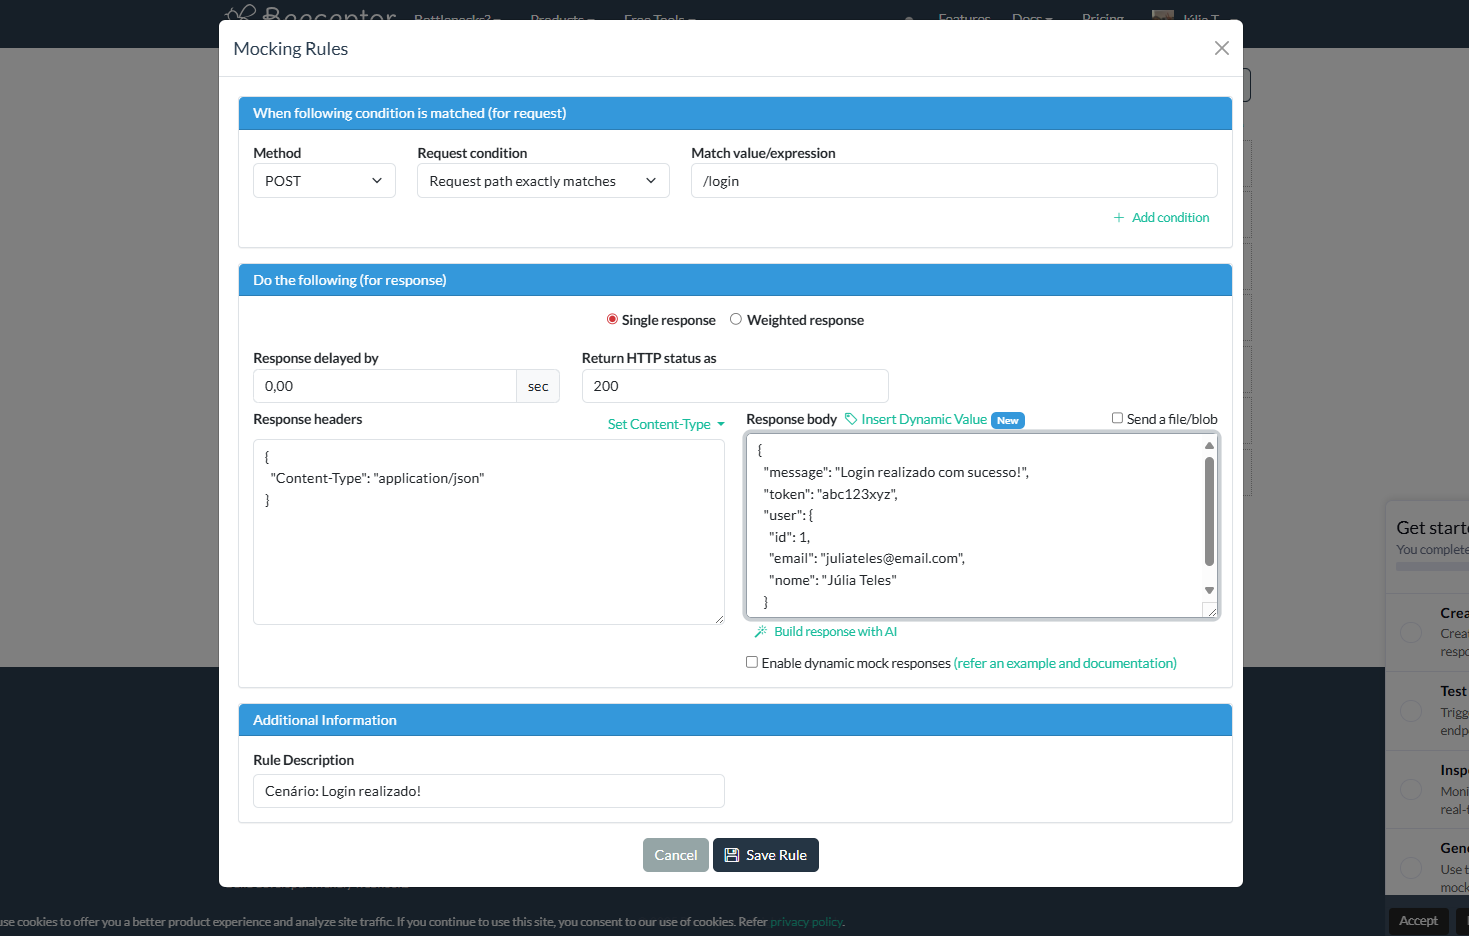 Beeceptor
Bottlenecks?
Products
Free Tools
Features
Docs
Pricing
Júlia T
Mocking Rules
When following condition is matched (for request)
Method
Request condition
Match value/expression
POST
Request path exactly matches
/login
+ Add condition
Do the following (for response)
Single response
Weighted response
Response delayed by
Return HTTP status as
0,00
sec
200
Response headers
Set Content-Type
Response body
Insert Dynamic Value
New
Send a file/blob
{
"Content-Type": "application/json"
}
{
"message": "Login realizado com sucesso!",
"token": "abc123xyz",
"user": {
"id": 1,
"email": "juliateles@email.com",
"nome": "Júlia Teles"
}
Build response with AI
Enable dynamic mock responses (refer an example and documentation)
Additional Information
Rule Description
Cenário: Login realizado!
Cancel
Save Rule
Get starte
You complete
Crea
Crea
respo
Test
Trigg
endp
Insp
Moni
real-t
Gene
Use t
mock
use cookies to offer you a better product experience and analyze site traffic. If you continue to use this site, you consent to our use of cookies. Refer privacy policy.
Accept